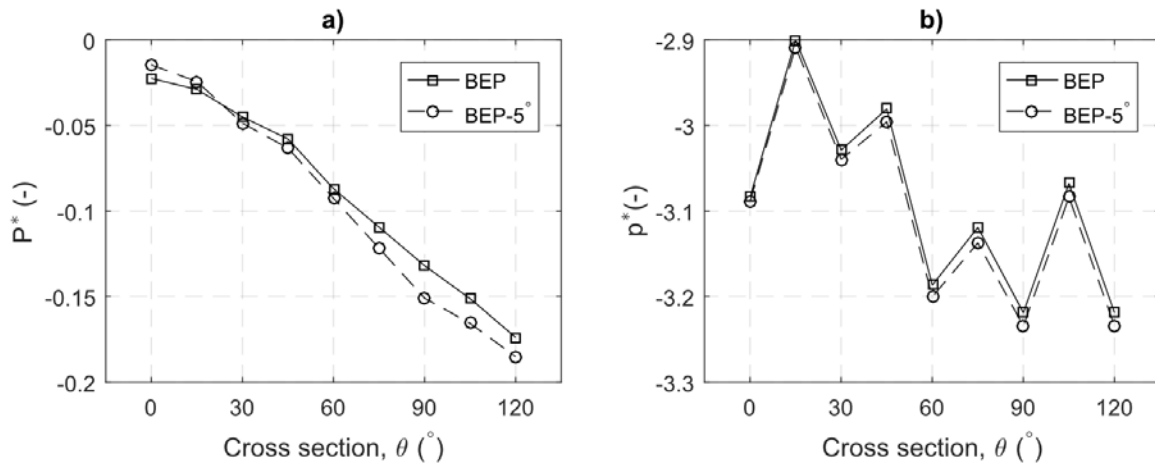 a)
0
-0.05
-0.1
-0.15
-0.2
P* (-)
0 30 60 90 120
Cross section, θ (°)
BEP
BEP-5°
b)
-2.9
-3
-3.1
-3.2
-3.3
p* (-)
0 30 60 90 120
Cross section, θ (°)
BEP
BEP-5°